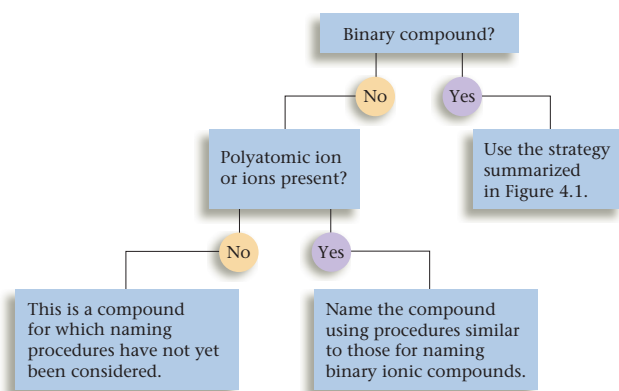 Binary compound?
No
Yes
Polyatomic ion
or ions present?
Use the strategy
summarized
in Figure 4.1.
No
Yes
This is a compound
for which naming
procedures have not yet
been considered.
Name the compound
using procedures similar
to those for naming
binary ionic compounds.